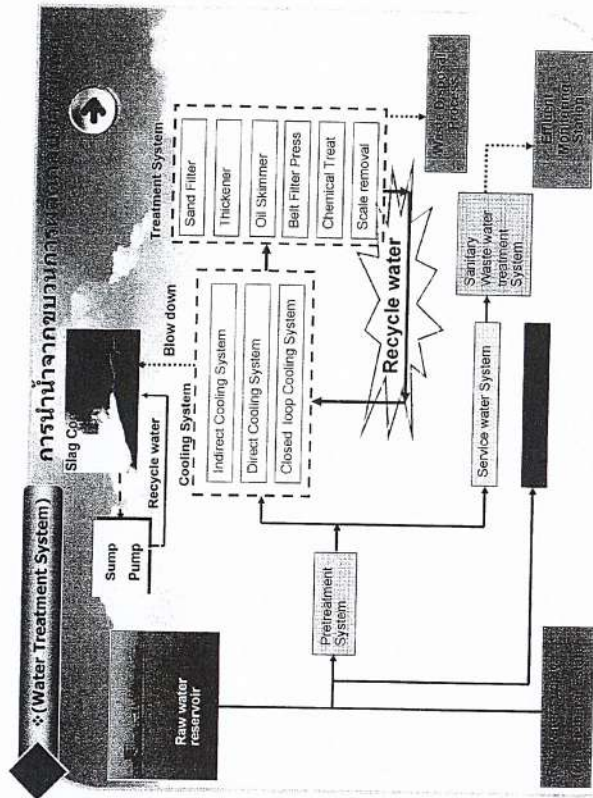 ❖(Water Treatment System)
Slag
Sump
Pump
Recycle water
Blow down
Raw water
reservoir
Cooling System
Indirect Cooling System
Direct Cooling System
Closed loop Cooling System
Treatment System
Sand Filter
Thickener
Oil Skimmer
Belt Filter Press
Chemical Treat
Scale removal
Recycle water
Pretreatment
System
Service water System
Sanitary
Waste water
treatment
System
Waste Disposal
Process
Effluent
Monitoring
Station